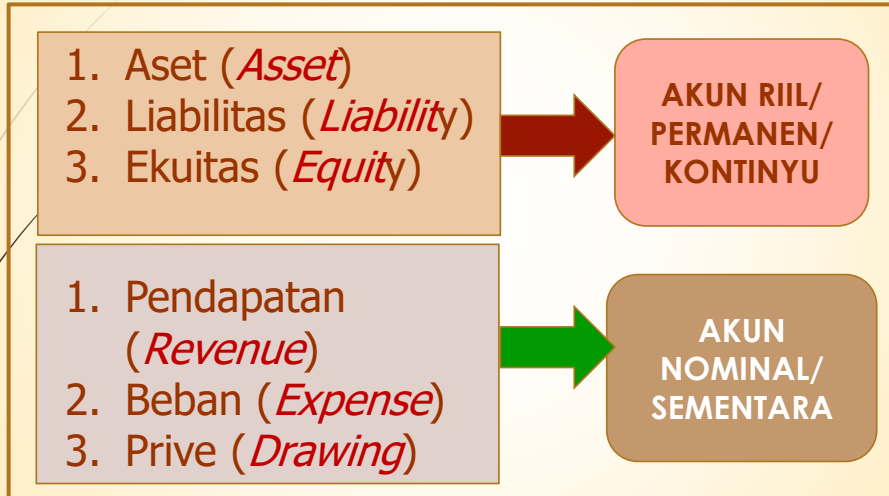 1. Aset (Asset)
2. Liabilitas (Liability)
3. Ekuitas (Equity)
AKUN RIIL/
PERMANEN/
KONTINYU
1. Pendapatan
(Revenue)
2. Beban (Expense)
3. Prive (Drawing)
AKUN
NOMINAL/
SEMENTARA